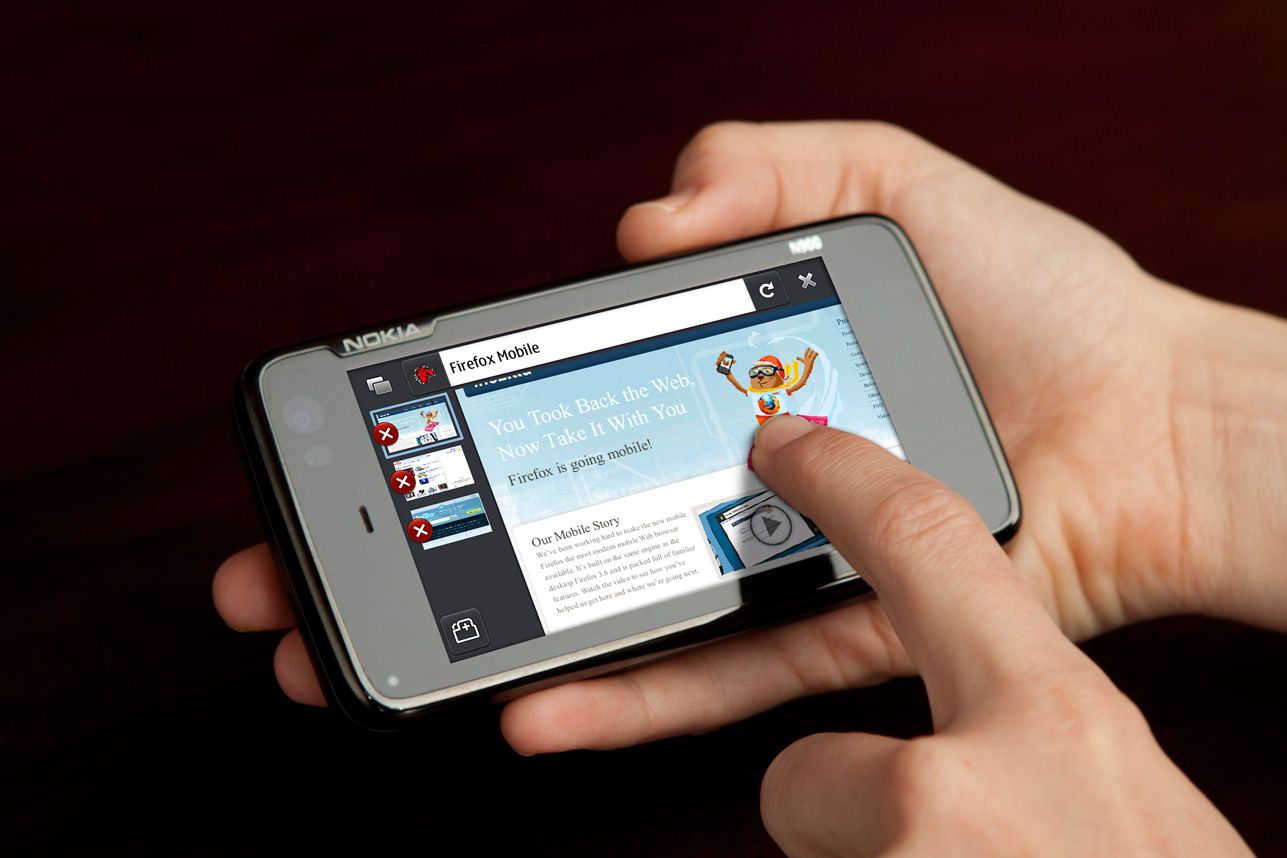 N900
NOKIA
Firefox Mobile
mozilla
You Took Back the Web,
Now Take It With You
Firefox is going mobile!
Our Mobile Story
We've been working hard to make the new mobile
Firefox the most modern mobile Web browser
available. It's built on the same engine as the
desktop Firefox 3.6 and is packed full of familiar
features. Watch the video to see how you've
helped us get here and where we're going next.